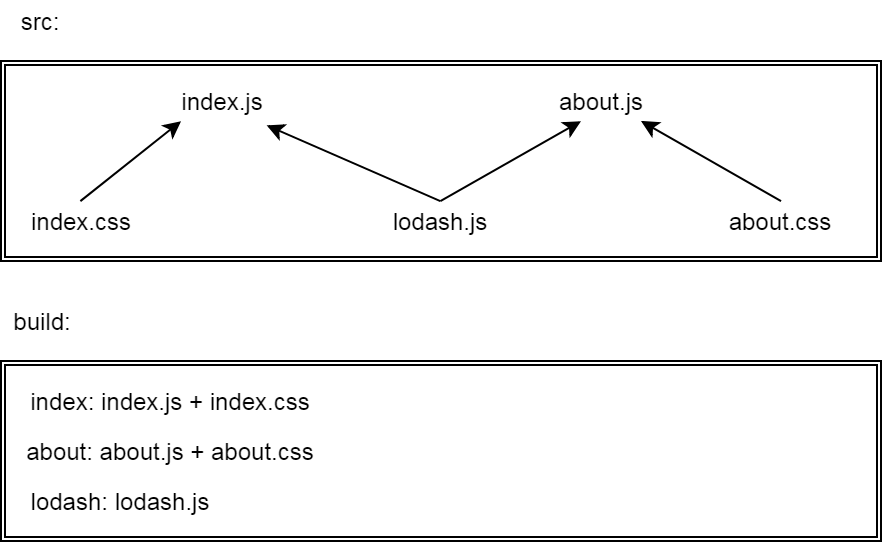 src:
index.js about.js
index.css lodash.js about.css
build:
index: index.js + index.css
about: about.js + about.css
lodash: lodash.js